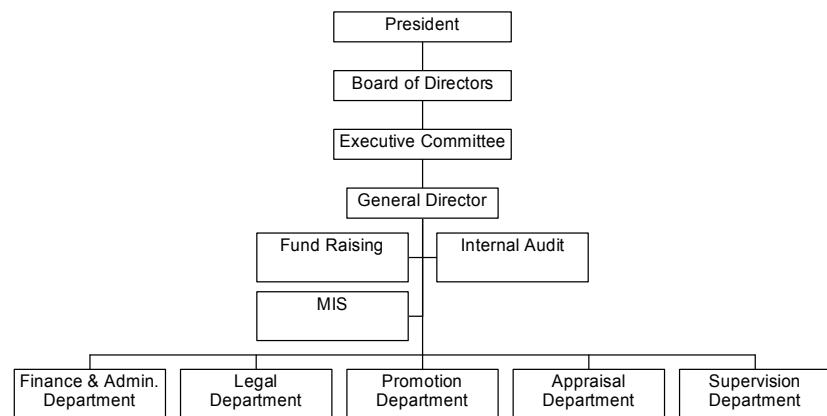 President
Board of Directors
Executive Committee
General Director
Fund Raising
Internal Audit
MIS
Finance & Admin.
Department
Legal
Department
Promotion
Department
Appraisal
Department
Supervision
Department